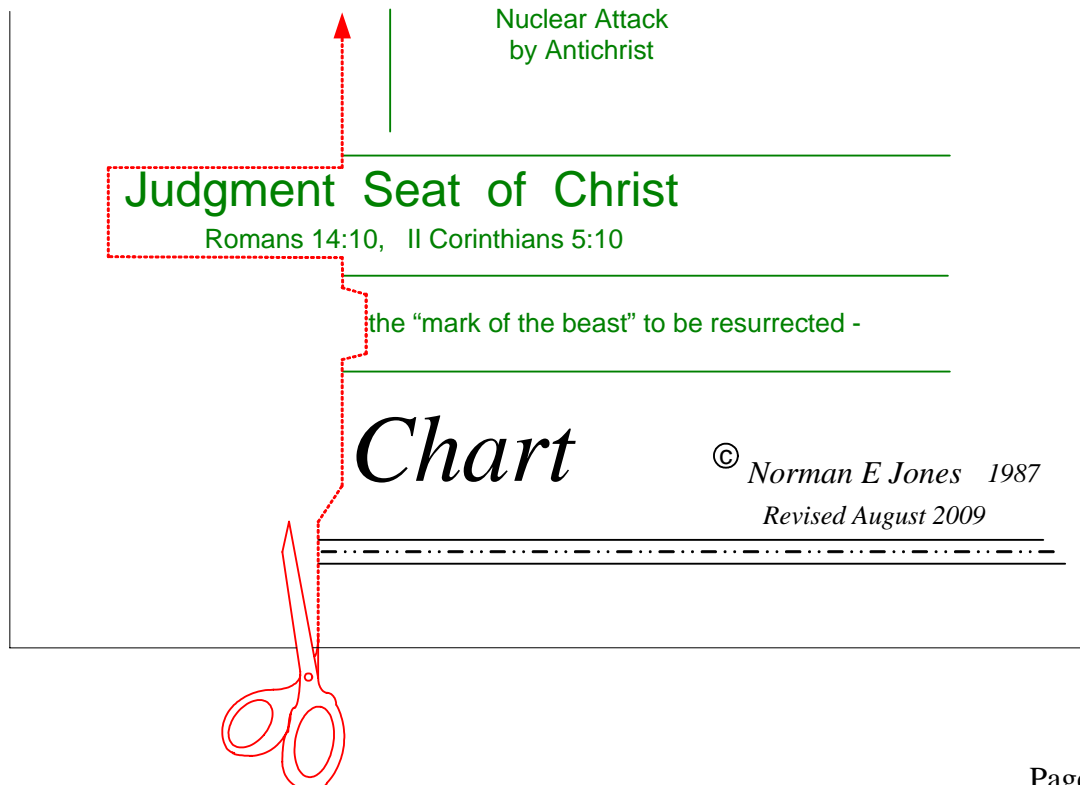 Nuclear Attack
by Antichrist
Judgment Seat of Christ
Romans 14:10, II Corinthians 5:10
the “mark of the beast” to be resurrected -
Chart
© Norman E Jones 1987
Revised August 2009
Page